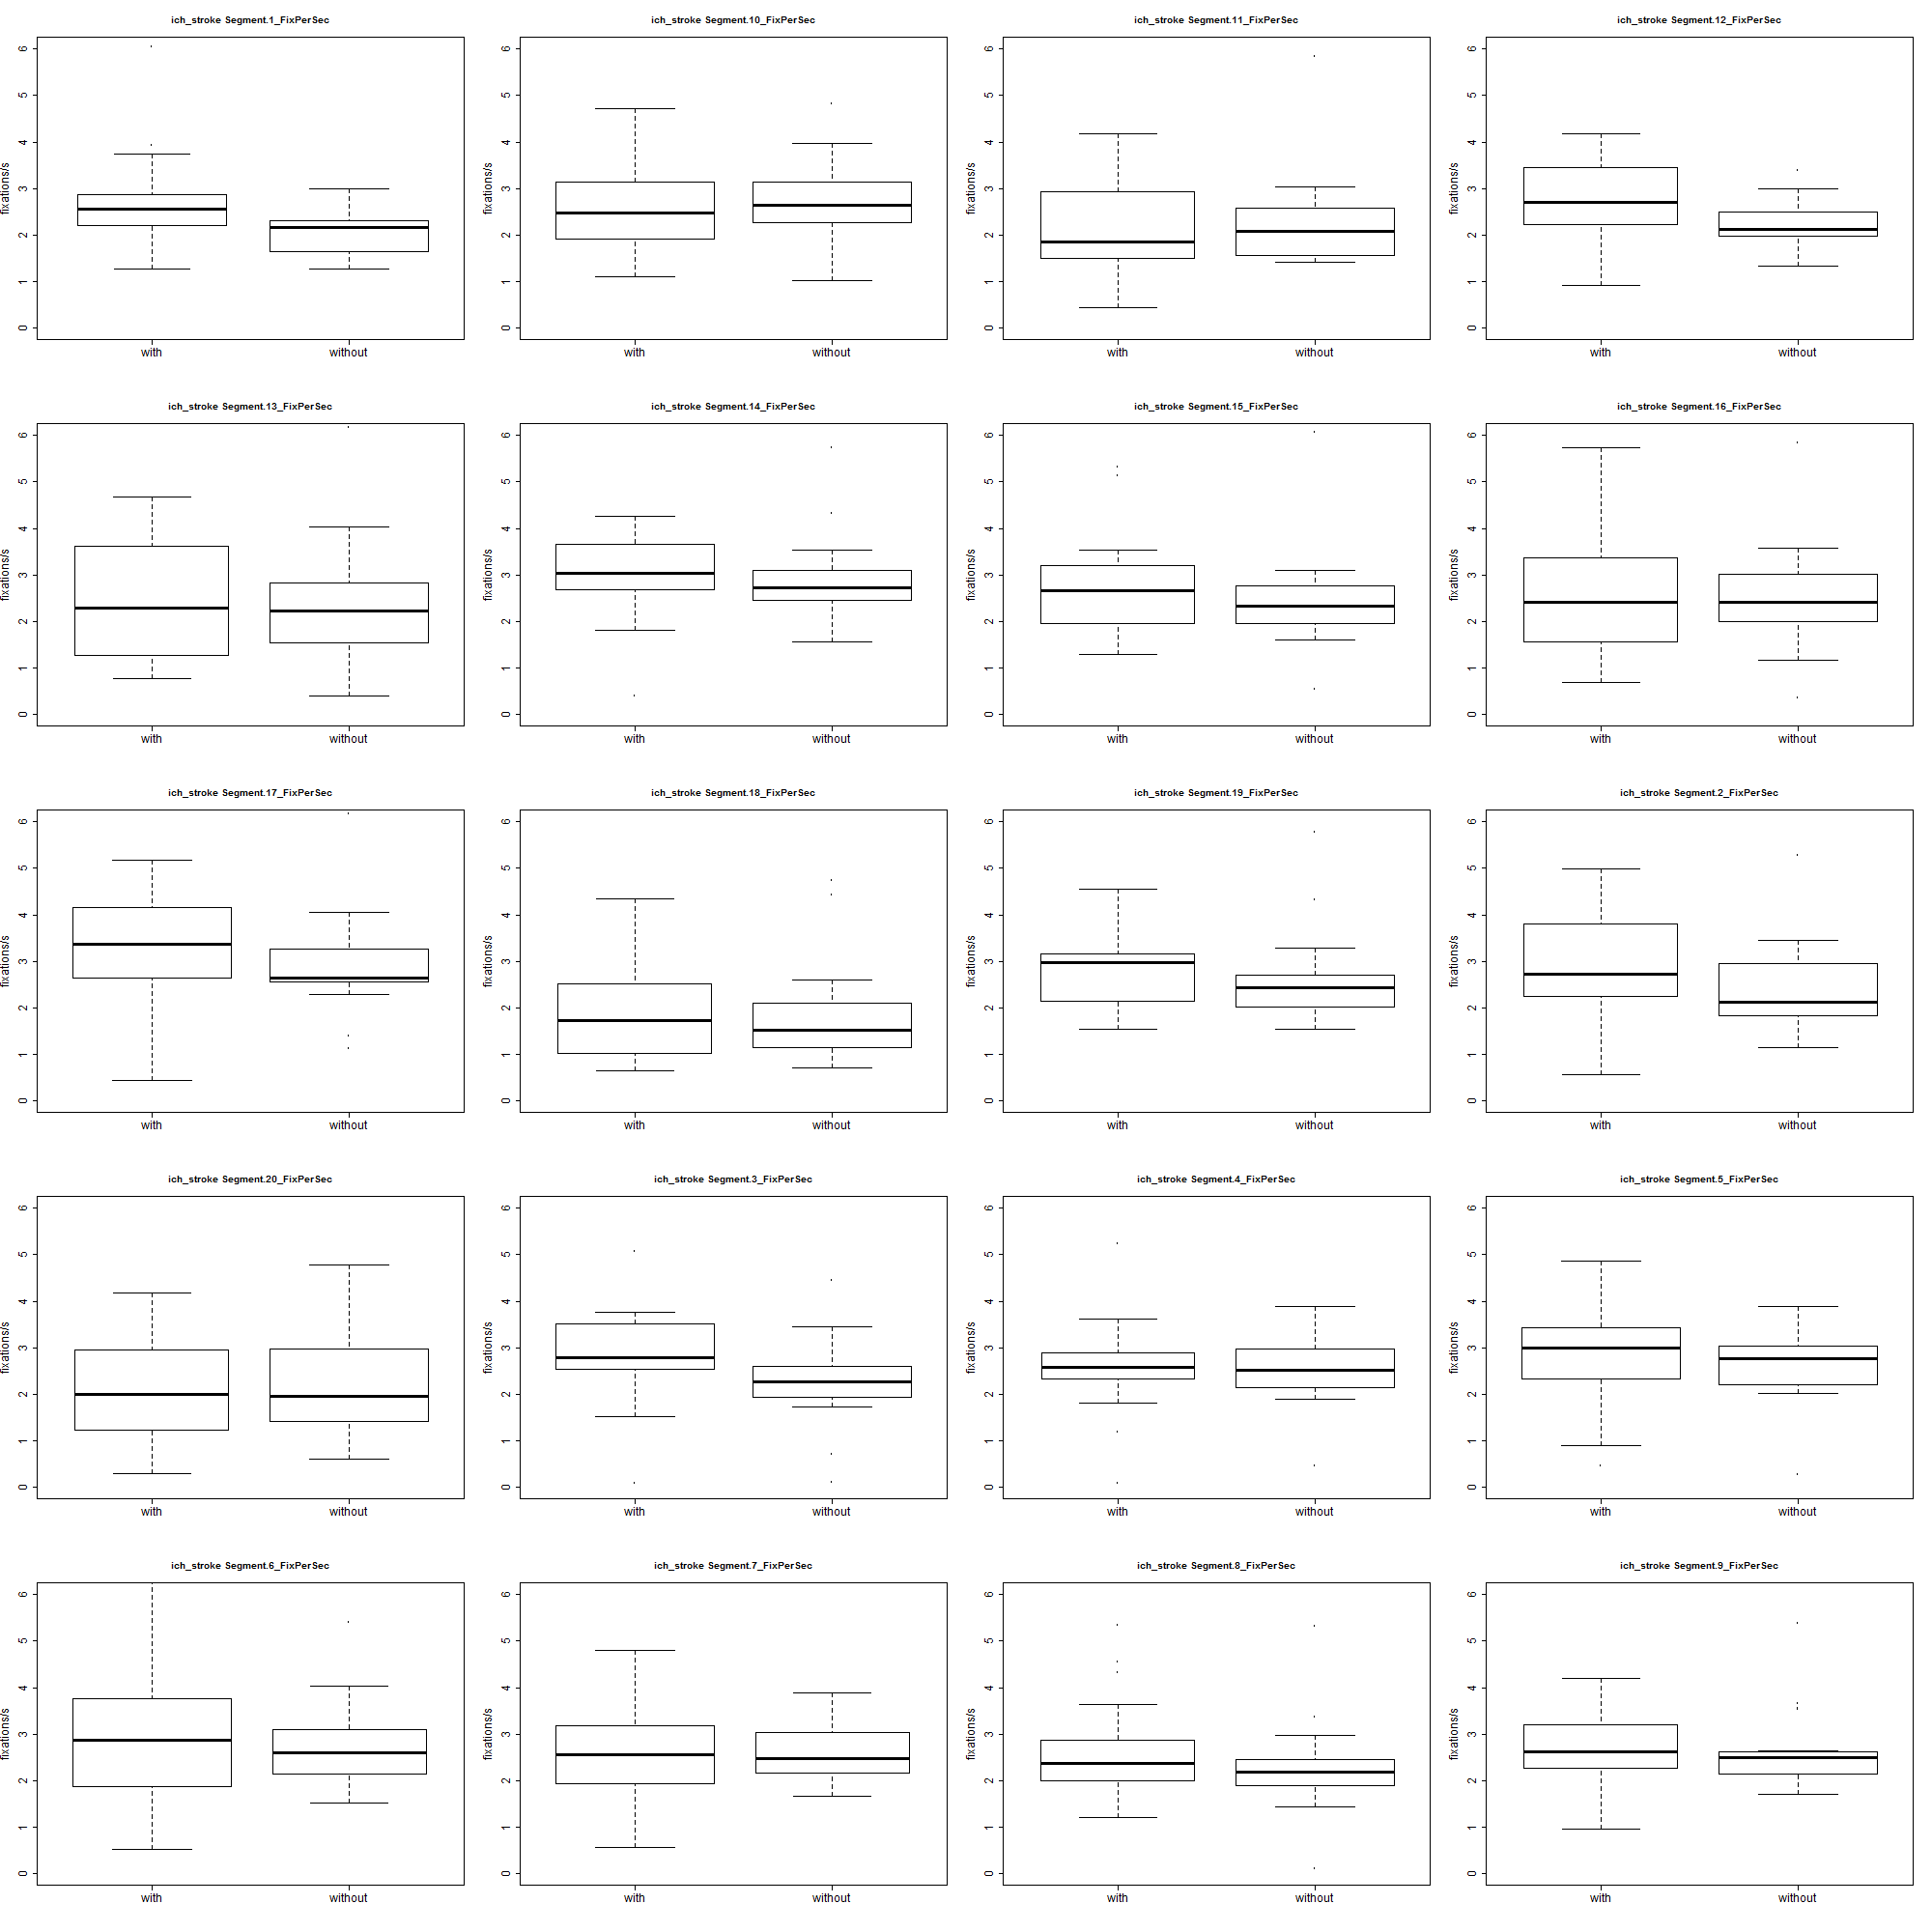 ich_stroke Segment.1_FixPerSec
fixations/s
0 1 2 3 4 5 6
with without
ich_stroke Segment.10_FixPerSec
fixations/s
0 1 2 3 4 5 6
with without
ich_stroke Segment.11_FixPerSec
fixations/s
0 1 2 3 4 5 6
with without
ich_stroke Segment.12_FixPerSec
fixations/s
0 1 2 3 4 5 6
with without
ich_stroke Segment.13_FixPerSec
fixations/s
0 1 2 3 4 5 6
with without
ich_stroke Segment.14_FixPerSec
fixations/s
0 1 2 3 4 5 6
with without
ich_stroke Segment.15_FixPerSec
fixations/s
0 1 2 3 4 5 6
with without
ich_stroke Segment.16_FixPerSec
fixations/s
0 1 2 3 4 5 6
with without
ich_stroke Segment.17_FixPerSec
fixations/s
0 1 2 3 4 5 6
with without
ich_stroke Segment.18_FixPerSec
fixations/s
0 1 2 3 4 5 6
with without
ich_stroke Segment.19_FixPerSec
fixations/s
0 1 2 3 4 5 6
with without
ich_stroke Segment.2_FixPerSec
fixations/s
0 1 2 3 4 5 6
with without
ich_stroke Segment.20_FixPerSec
fixations/s
0 1 2 3 4 5 6
with without
ich_stroke Segment.3_FixPerSec
fixations/s
0 1 2 3 4 5 6
with without
ich_stroke Segment.4_FixPerSec
fixations/s
0 1 2 3 4 5 6
with without
ich_stroke Segment.5_FixPerSec
fixations/s
0 1 2 3 4 5 6
with without
ich_stroke Segment.6_FixPerSec
fixations/s
0 1 2 3 4 5 6
with without
ich_stroke Segment.7_FixPerSec
fixations/s
0 1 2 3 4 5 6
with without
ich_stroke Segment.8_FixPerSec
fixations/s
0 1 2 3 4 5 6
with without
ich_stroke Segment.9_FixPerSec
fixations/s
0 1 2 3 4 5 6
with without